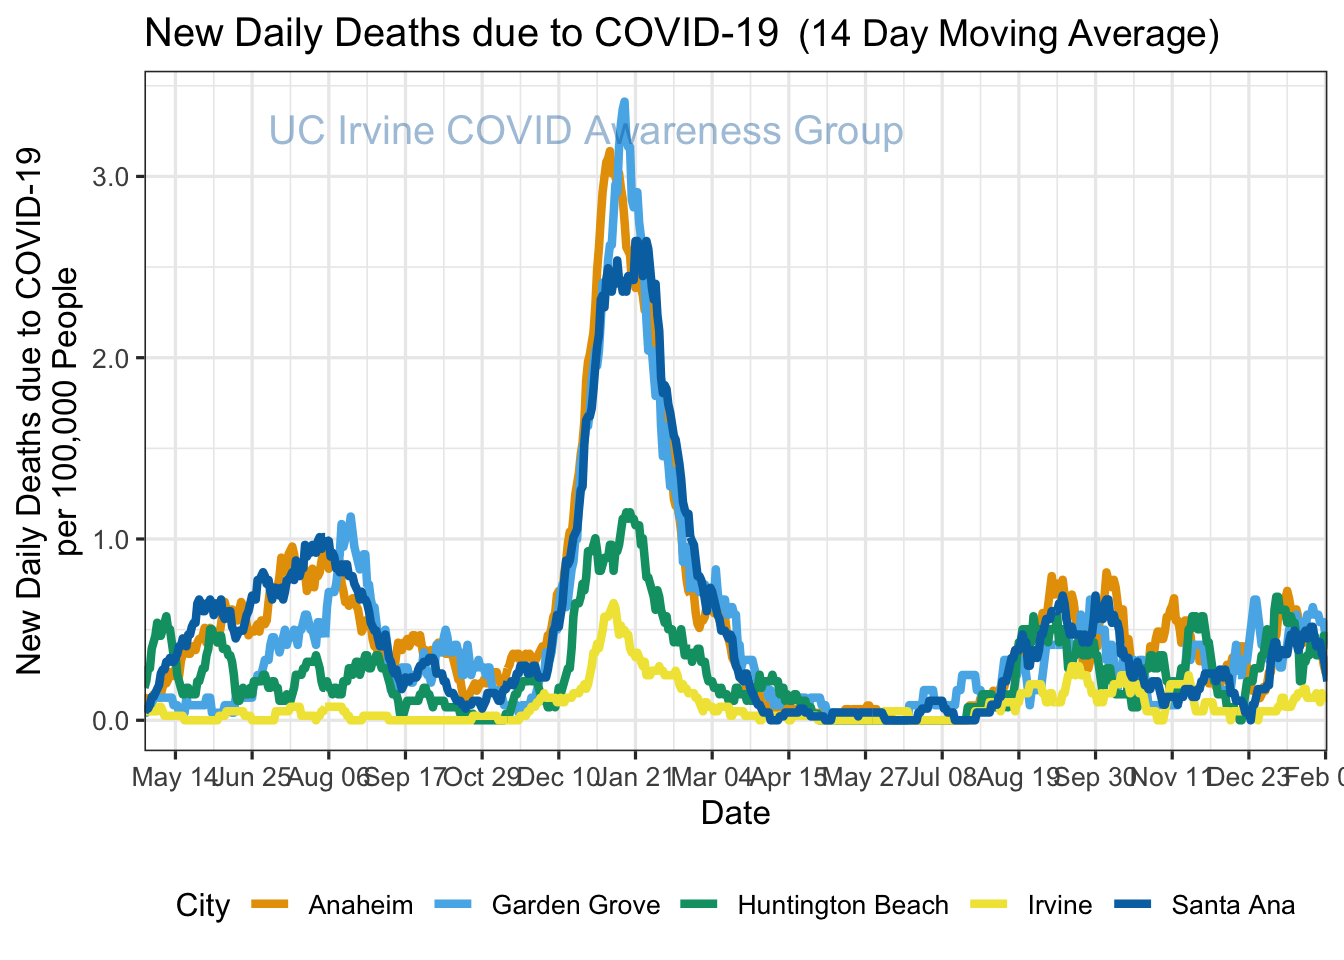 New Daily Deaths due to COVID-19 (14 Day Moving Average)
UC Irvine COVID Awareness Group
New Daily Deaths due to COVID-19
per 100,000 People
3.0
2.0
1.0
0.0
May 14 Jun 25 Aug 06 Sep 17 Oct 29 Dec 10 Jan 21 Mar 04 Apr 15 May 27 Jul 08 Aug 19 Sep 30 Nov 11 Dec 23 Feb 0
Date
City Anaheim Garden Grove Huntington Beach Irvine Santa Ana